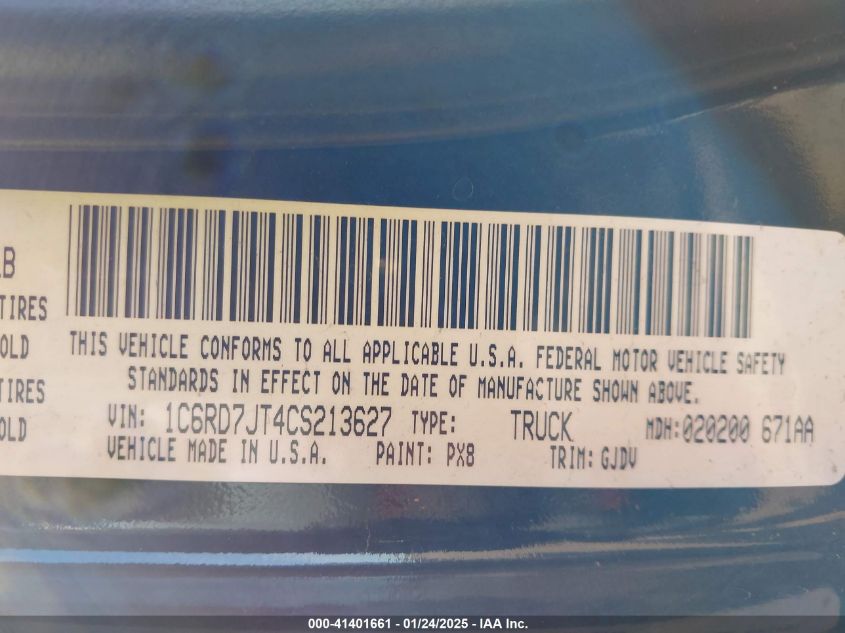 LB
TIRES
OLD
TIRES
OLD
THIS VEHICLE CONFORMS TO ALL APPLICABLE U.S.A. FEDERAL MOTOR VEHICLE SAFETY
STANDARDS IN EFFECT ON THE DATE OF MANUFACTURE SHOWN ABOVE.
VIN: 1C6RD7JT4CS213627 TYPE: TRUCK MDH:020200 671AA
VEHICLE MADE IN U.S.A. PAINT: PX8 TRIM: GJDV
000-41401661 - 01/24/2025 - IAA Inc.